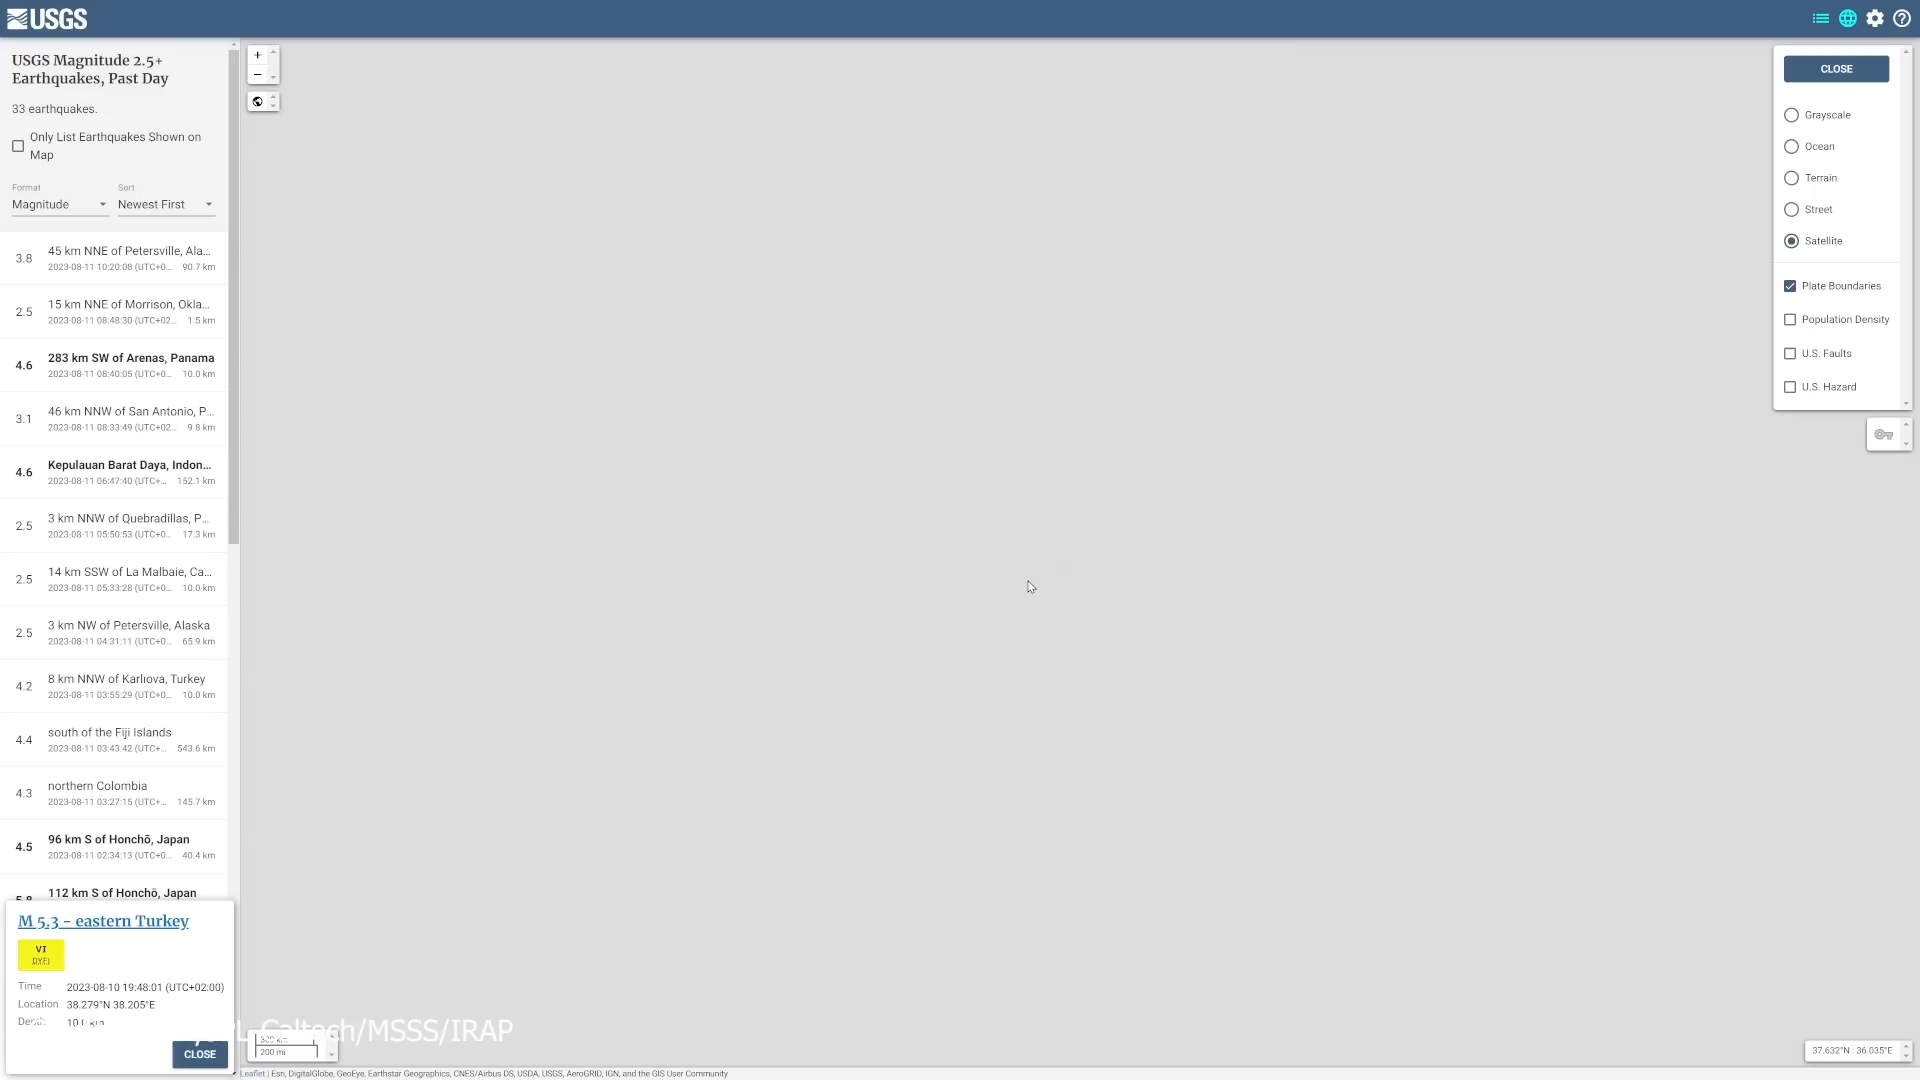 USGS
USGS Magnitude 2.5+
Earthquakes, Past Day
33 earthquakes.
Only List Earthquakes Shown on
Map
Format
Sort
Magnitude
Newest First
3.8
45 km NNE of Petersville, Ala...
2023-08-11 10:20:08 (UTC+0...
90.7 km
2.5
15 km NNE of Morrison, Okla...
2023-08-11 08:48:30 (UTC+02...
1.5 km
4.6
283 km SW of Arenas, Panama
2023-08-11 08:40:05 (UTC+0...
10.0 km
3.1
46 km NNW of San Antonio, P...
2023-08-11 08:33:49 (UTC+02...
9.8 km
4.6
Kepulauan Barat Daya, Indon...
2023-08-11 06:47:40 (UTC+...
152.1 km
2.5
3 km NNW of Quebradillas, P...
2023-08-11 05:50:53 (UTC+0...
17.3 km
2.5
14 km SSW of La Malbaie, Ca...
2023-08-11 05:33:28 (UTC+0...
10.0 km
2.5
3 km NW of Petersville, Alaska
2023-08-11 04:31:11 (UTC+0...
65.9 km
4.2
8 km NNW of Karlıova, Turkey
2023-08-11 03:55:29 (UTC+0...
10.0 km
4.4
south of the Fiji Islands
2023-08-11 03:43:42 (UTC+...
543.6 km
4.3
northern Colombia
2023-08-11 03:27:15 (UTC+...
145.7 km
4.5
96 km S of Honchō, Japan
2023-08-11 02:34:13 (UTC+0...
40.4 km
112 km S of Honchō, Japan
M 5.3 - eastern Turkey
VI
DYFI
Time
2023-08-10 19:48:01 (UTC+02:00)
Location
38.279°N 38.205°E
10.0 km
CLOSE
Caltech/MSSS/IRAP
200 mi
Leaflet | Esri, DigitalGlobe, GeoEye, Earthstar Geographics, CNES/Airbus DS, USDA, USGS, AeroGRID, IGN, and the GIS User Community
CLOSE
Grayscale
Ocean
Terrain
Street
Satellite
Plate Boundaries
Population Density
U.S. Faults
U.S. Hazard
37.632°N : 36.035°E